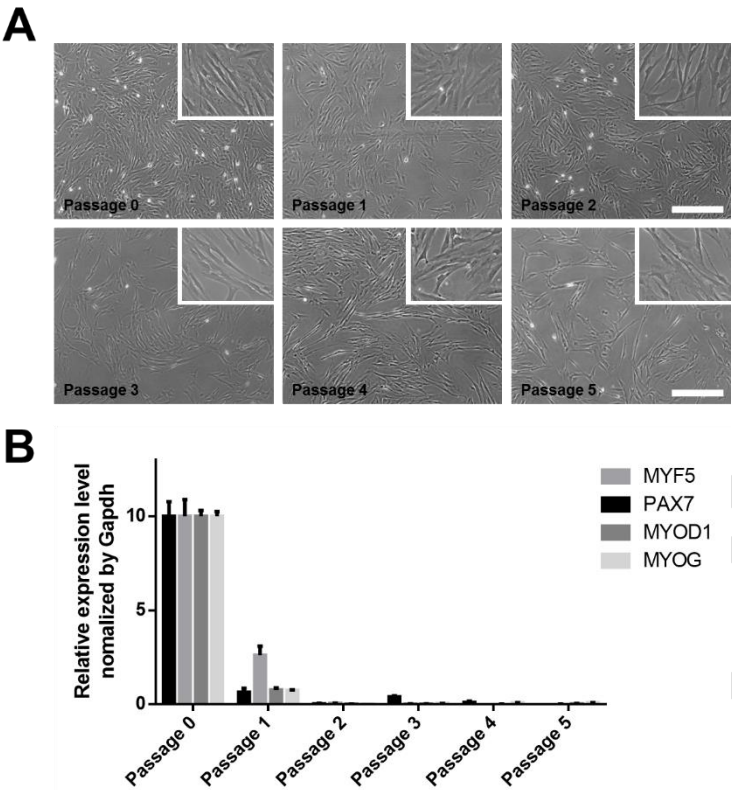 A
Passage 0
Passage 1
Passage 2
Passage 3
Passage 4
Passage 5
B
Relative expression level
nomalized by Gapdh
10
5
0
Passage 0
Passage 1
Passage 2
Passage 3
Passage 4
Passage 5
MYF5
PAX7
MYOD1
MYOG